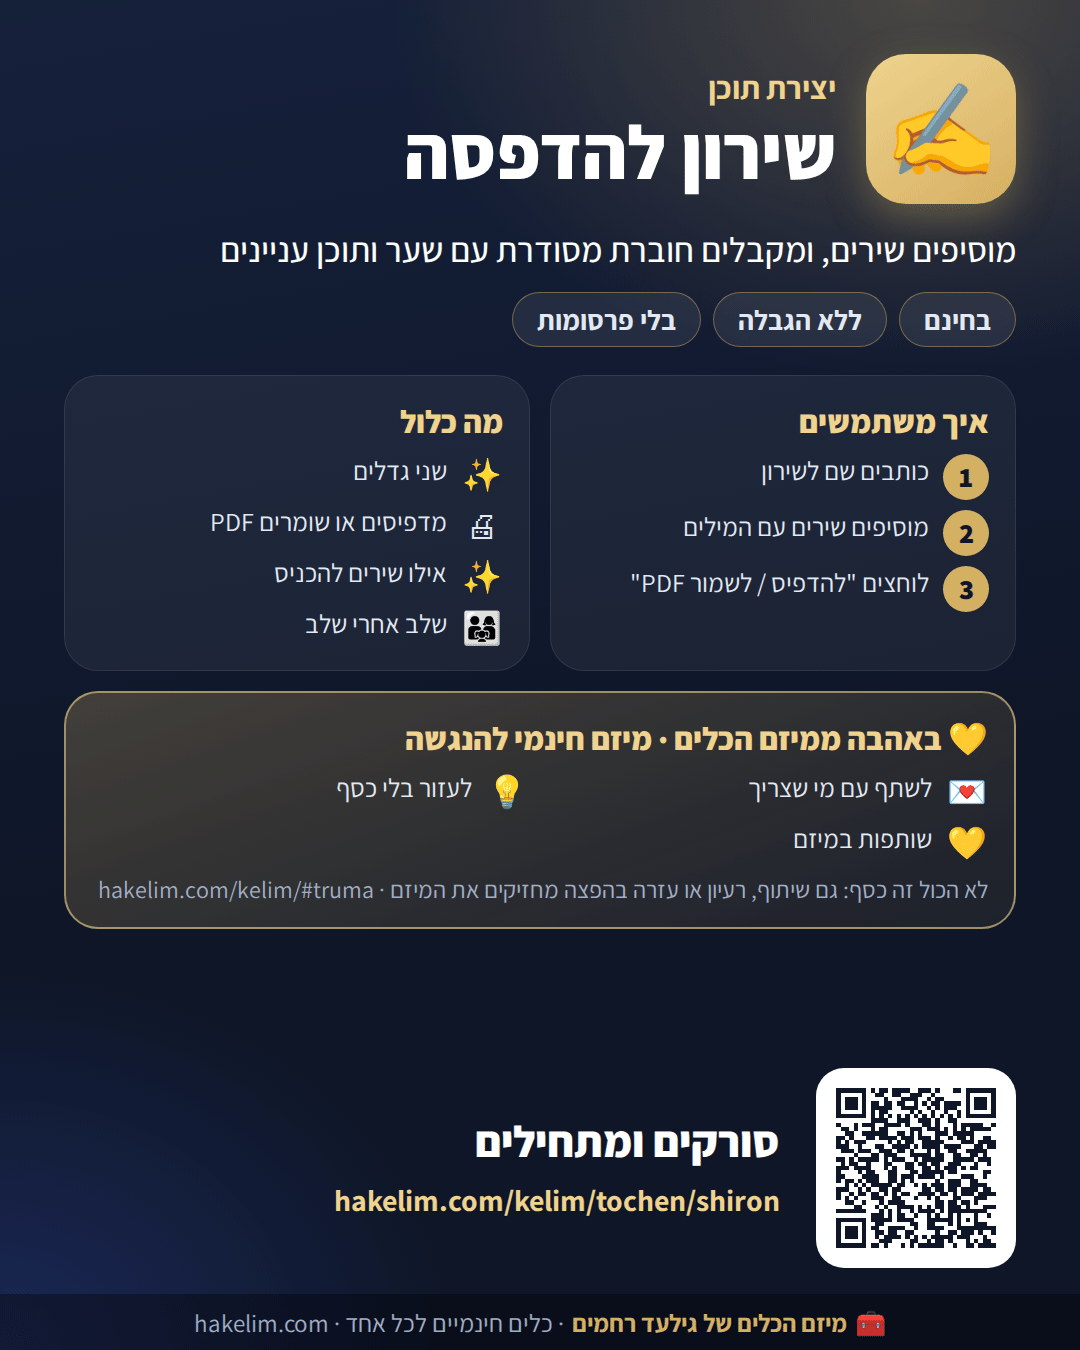 יצירת תוכן
שירון להדפסה
מוסיפים שירים, ומקבלים חוברת מסודרת עם שער ותוכן עניינים
בחינם
ללא הגבלה
בלי פרסומות
איך משתמשים
1 כותבים שם לשירון
2 מוסיפים שירים עם המילים
3 לוחצים "להדפיס / לשמור PDF"
מה כלול
שני גדלים
מדפיסים או שומרים PDF
אילו שירים להכניס
שלב אחרי שלב
באהבה ממיזם הכלים · מיזם חינמי להנגשה
לשתף עם מי שצריך
לעזור בלי כסף
שותפות במיזם
לא הכול זה כסף: גם שיתוף, רעיון או עזרה בהפצה מחזיקים את המיזם · hakelim.com/kelim/#truma
סורקים ומתחילים
hakelim.com/kelim/tochen/shiron
מיזם הכלים של גילעד רחמים · כלים חינמיים לכל אחד · hakelim.com